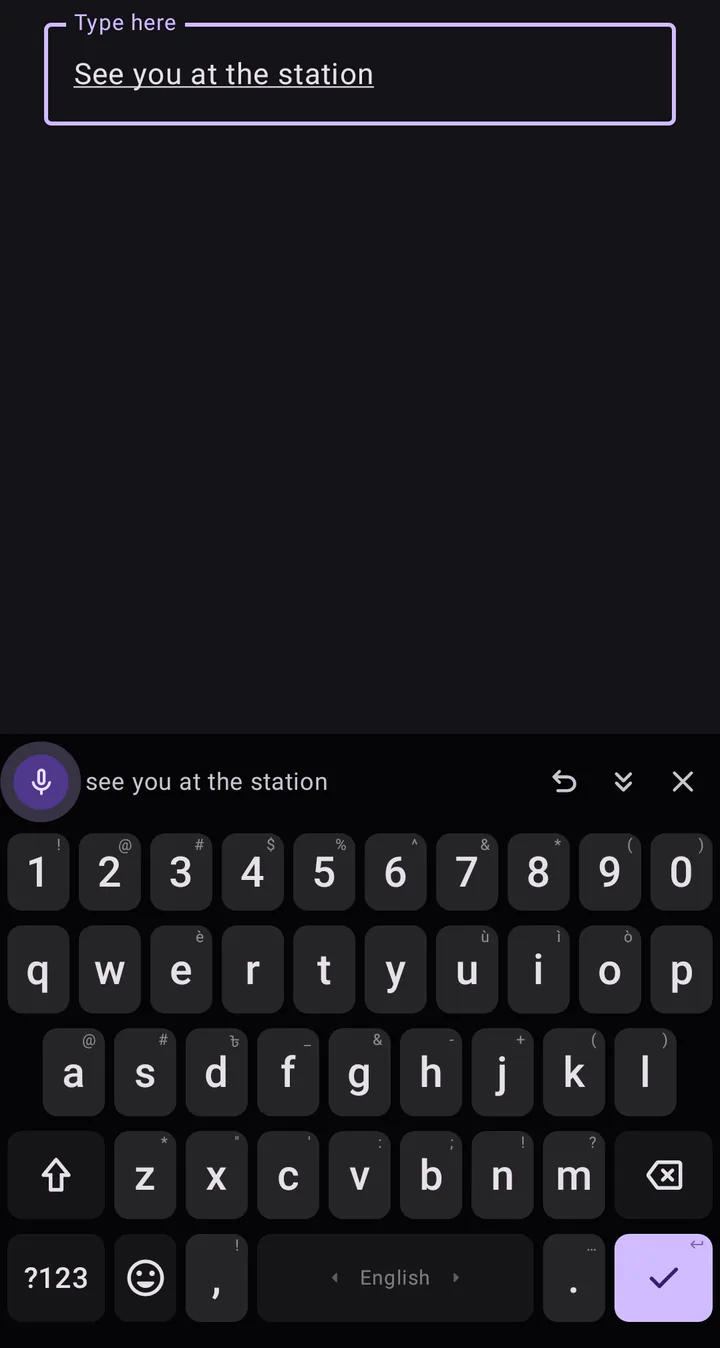 Type here
See you at the station
see you at the station
! @ # $ % ^ & * ( )
1 2 3 4 5 6 7 8 9 0
è ù ì ò
q w e r t y u i o p
@ # _ & - + ( )
a s d f g h j k l
* " ' : ; ! ?
z x c v b n m
! …
?123 , English .